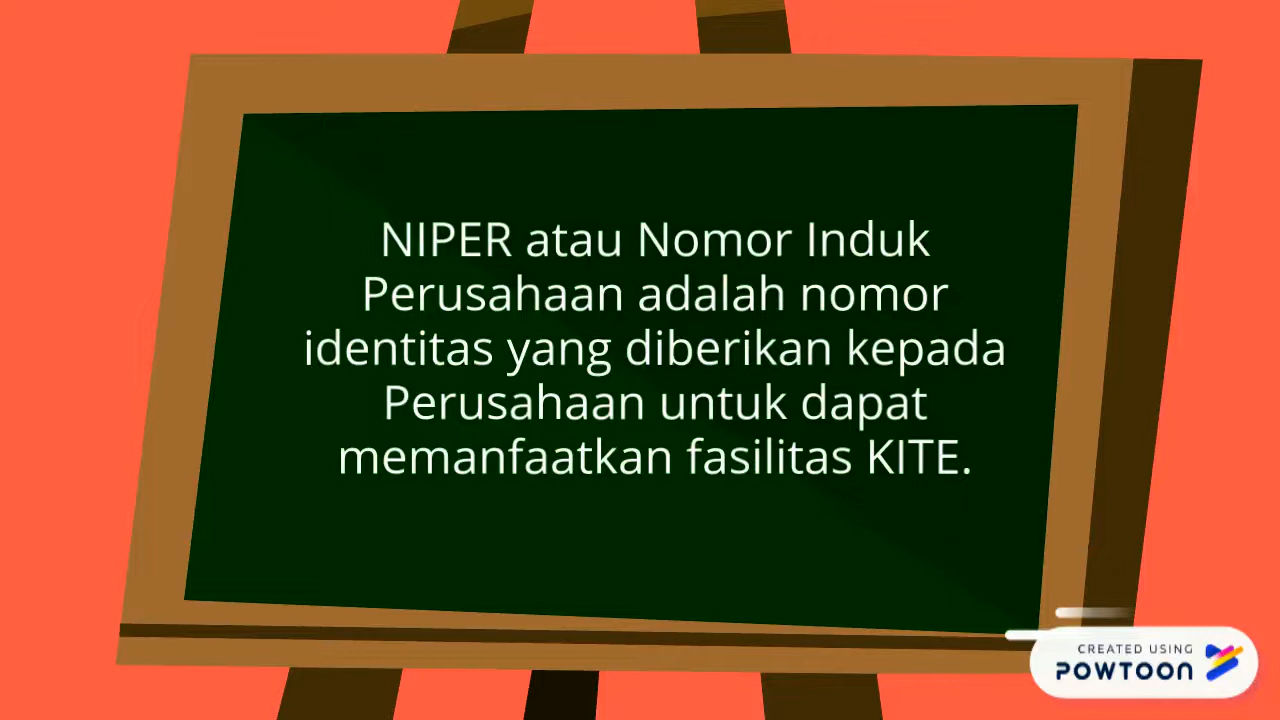 NIPER atau Nomor Induk
Perusahaan adalah nomor
identitas yang diberikan kepada
Perusahaan untuk dapat
memanfaatkan fasilitas KITE.
CREATED USING
POWTOON